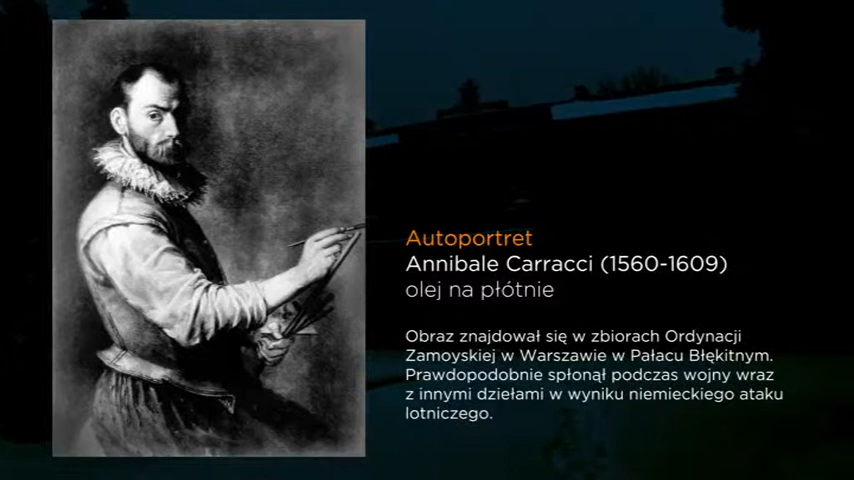 Autoportret
Annibale Carracci (1560-1609)
olej na płótnie
Obraz znajdował się w zbiorach Ordynacji
Zamoyskiej w Warszawie w Pałacu Błękitnym.
Prawdopodobnie spłonął podczas wojny wraz
z innymi dziełami w wyniku niemieckiego ataku
lotniczego.